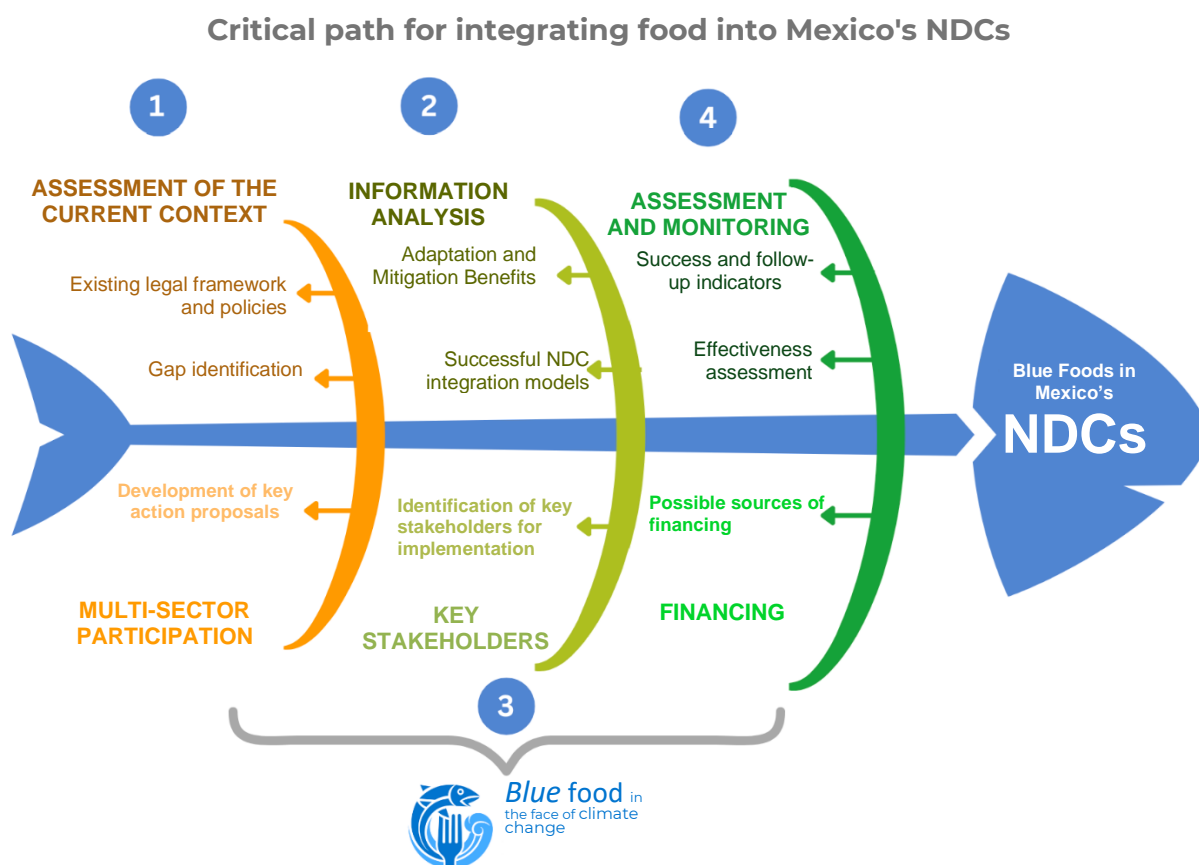 Critical path for integrating food into Mexico's NDCs
1
2
4
ASSESSMENT OF THE
CURRENT CONTEXT
Existing legal framework
and policies
Gap identification
INFORMATION
ANALYSIS
Adaptation and
Mitigation Benefits
Successful NDC
integration models
ASSESSMENT
AND MONITORING
Success and follow-
up indicators
Effectiveness
assessment
Blue Foods in
Mexico’s
NDCs
Development of key
action proposals
MULTI-SECTOR
PARTICIPATION
Identification of key
stakeholders for
implementation
KEY
STAKEHOLDERS
Possible sources of
financing
FINANCING
3
Blue food in
the face of climate
change